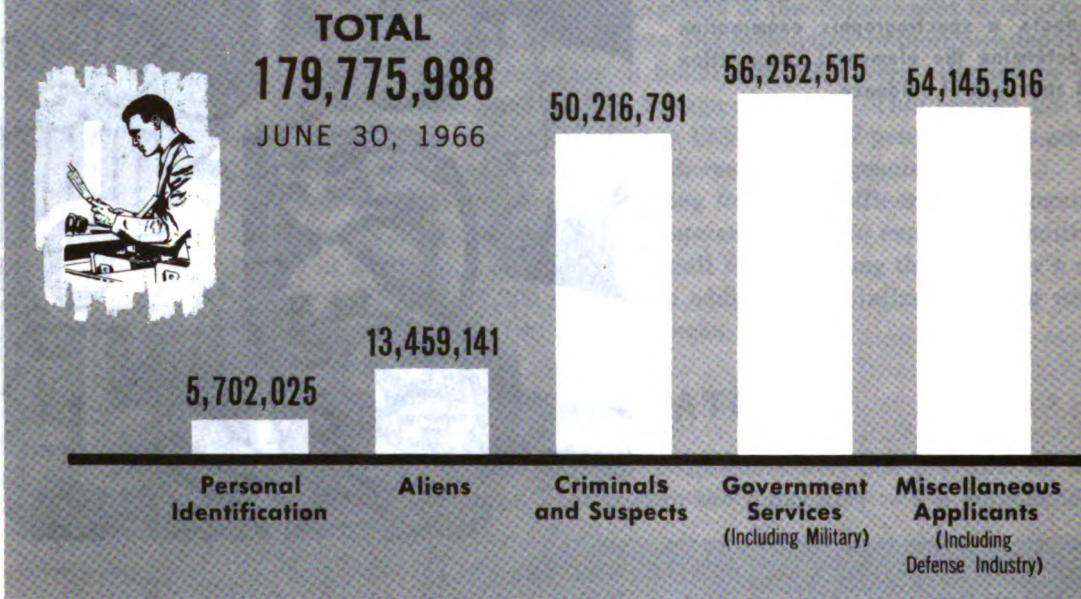 TOTAL
179,775,988
JUNE 30, 1966
5,702,025
13,459,141
50,216,791
56,252,515
54,145,516
Personal
Identification
Aliens
Criminals
and Suspects
Government
Services
(Including Military)
Miscellaneous
Applicants
(Including
Defense Industry)